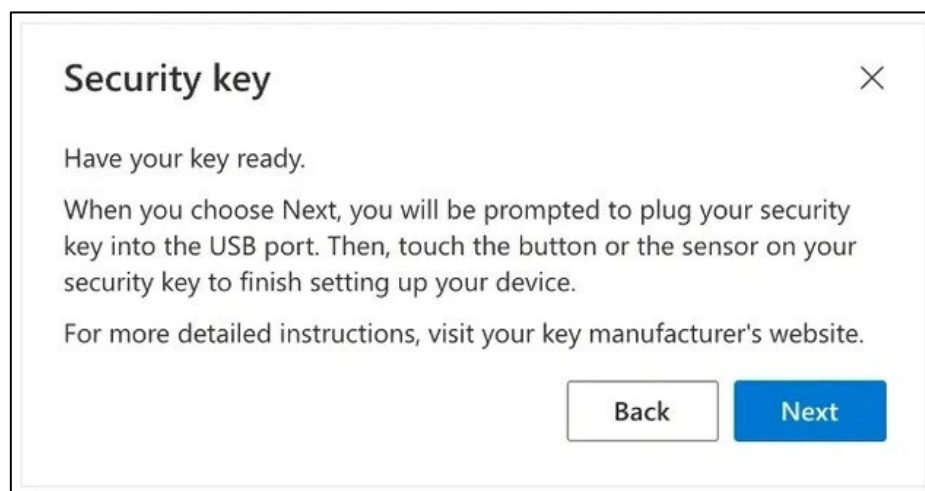 Security key
Have your key ready.
When you choose Next, you will be prompted to plug your security
key into the USB port. Then, touch the button or the sensor on your
security key to finish setting up your device.
For more detailed instructions, visit your key manufacturer's website.
Back
Next